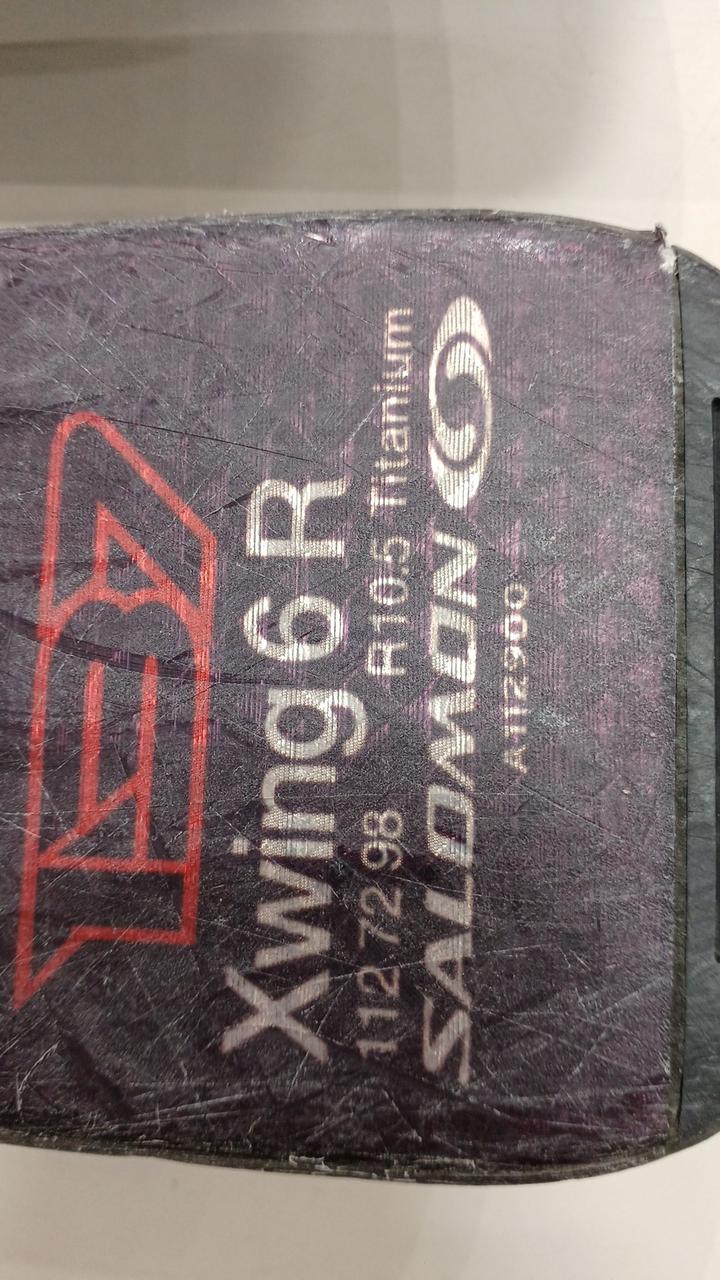 Xwing 6 R
112 72 98 R10.5 Titanium
SALOMON
A112900